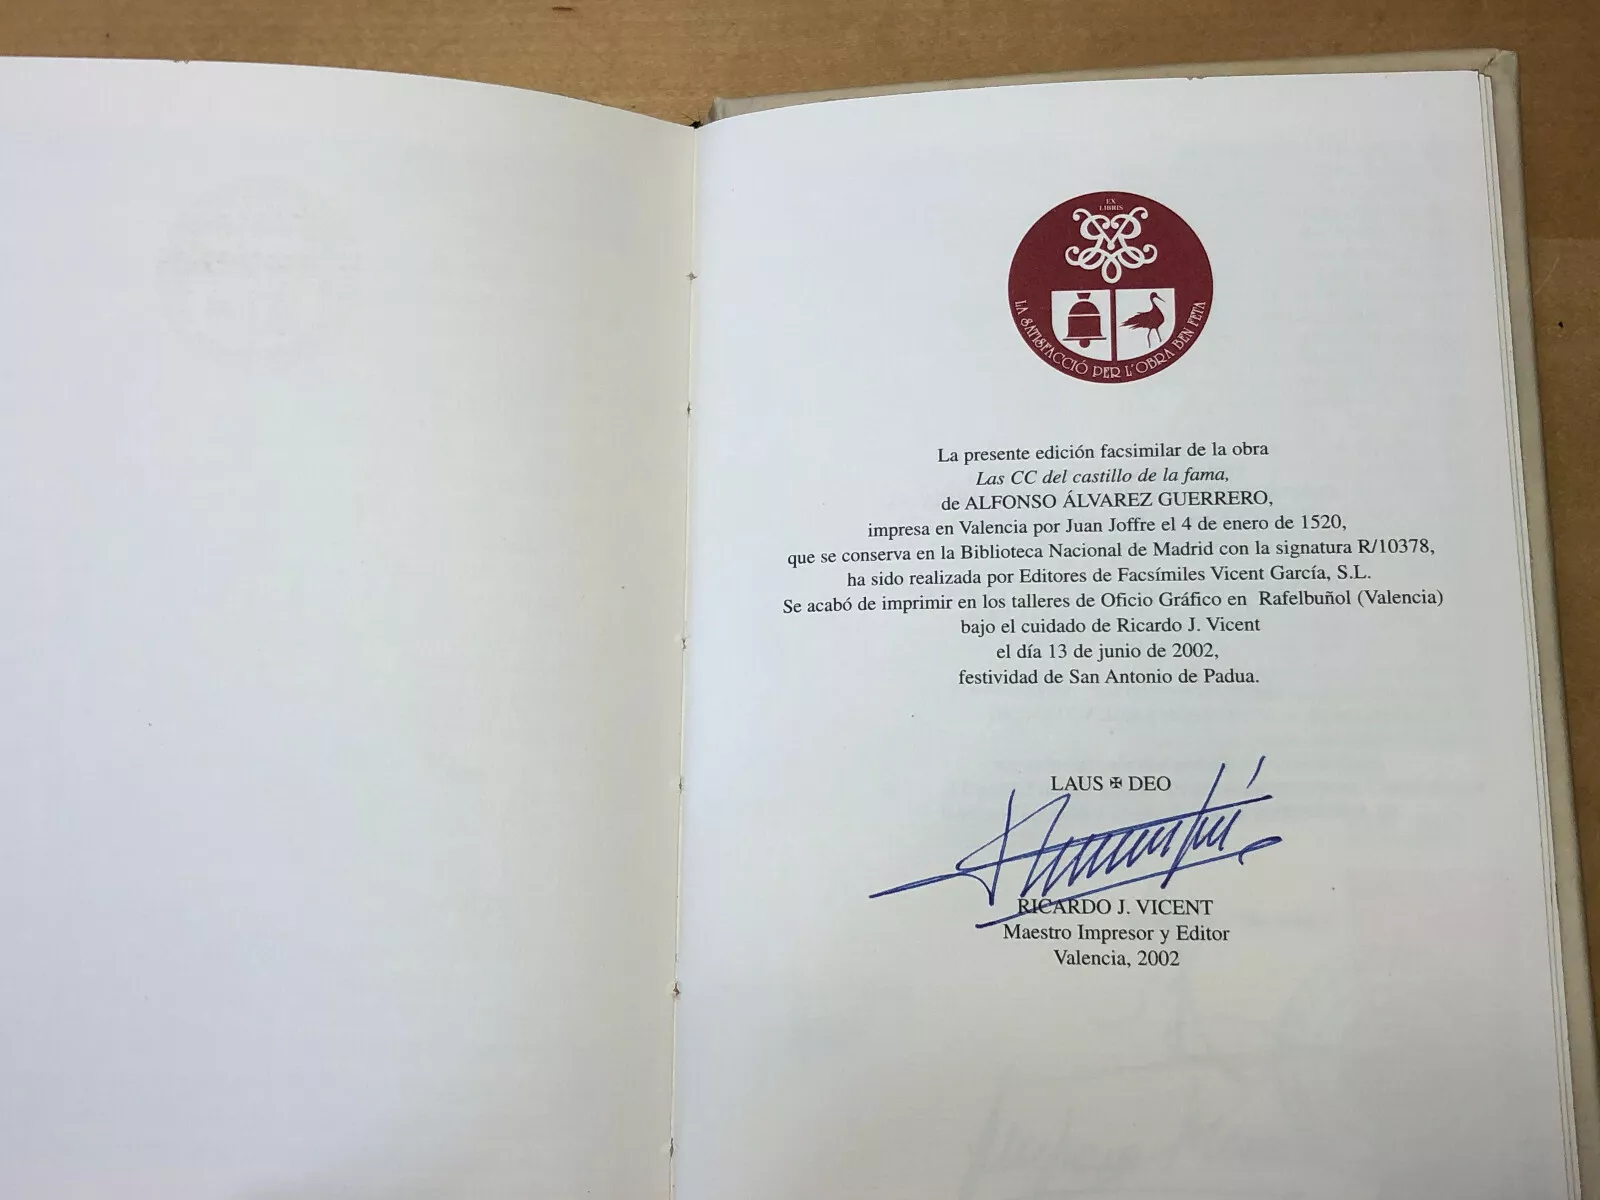 EX
LIBRIS
LA SATISFACCIÓ PER L'OBRA BEN FETA
La presente edición facsimilar de la obra
Las CC del castillo de la fama,
de ALFONSO ÁLVAREZ GUERRERO,
impresa en Valencia por Juan Joffre el 4 de enero de 1520,
que se conserva en la Biblioteca Nacional de Madrid con la signatura R/10378,
ha sido realizada por Editores de Facsímiles Vicent García, S.L.
Se acabó de imprimir en los talleres de Oficio Gráfico en Rafelbuñol (Valencia)
bajo el cuidado de Ricardo J. Vicent
el día 13 de junio de 2002,
festividad de San Antonio de Padua.
LAUS ✠ DEO
RICARDO J. VICENT
Maestro Impresor y Editor
Valencia, 2002